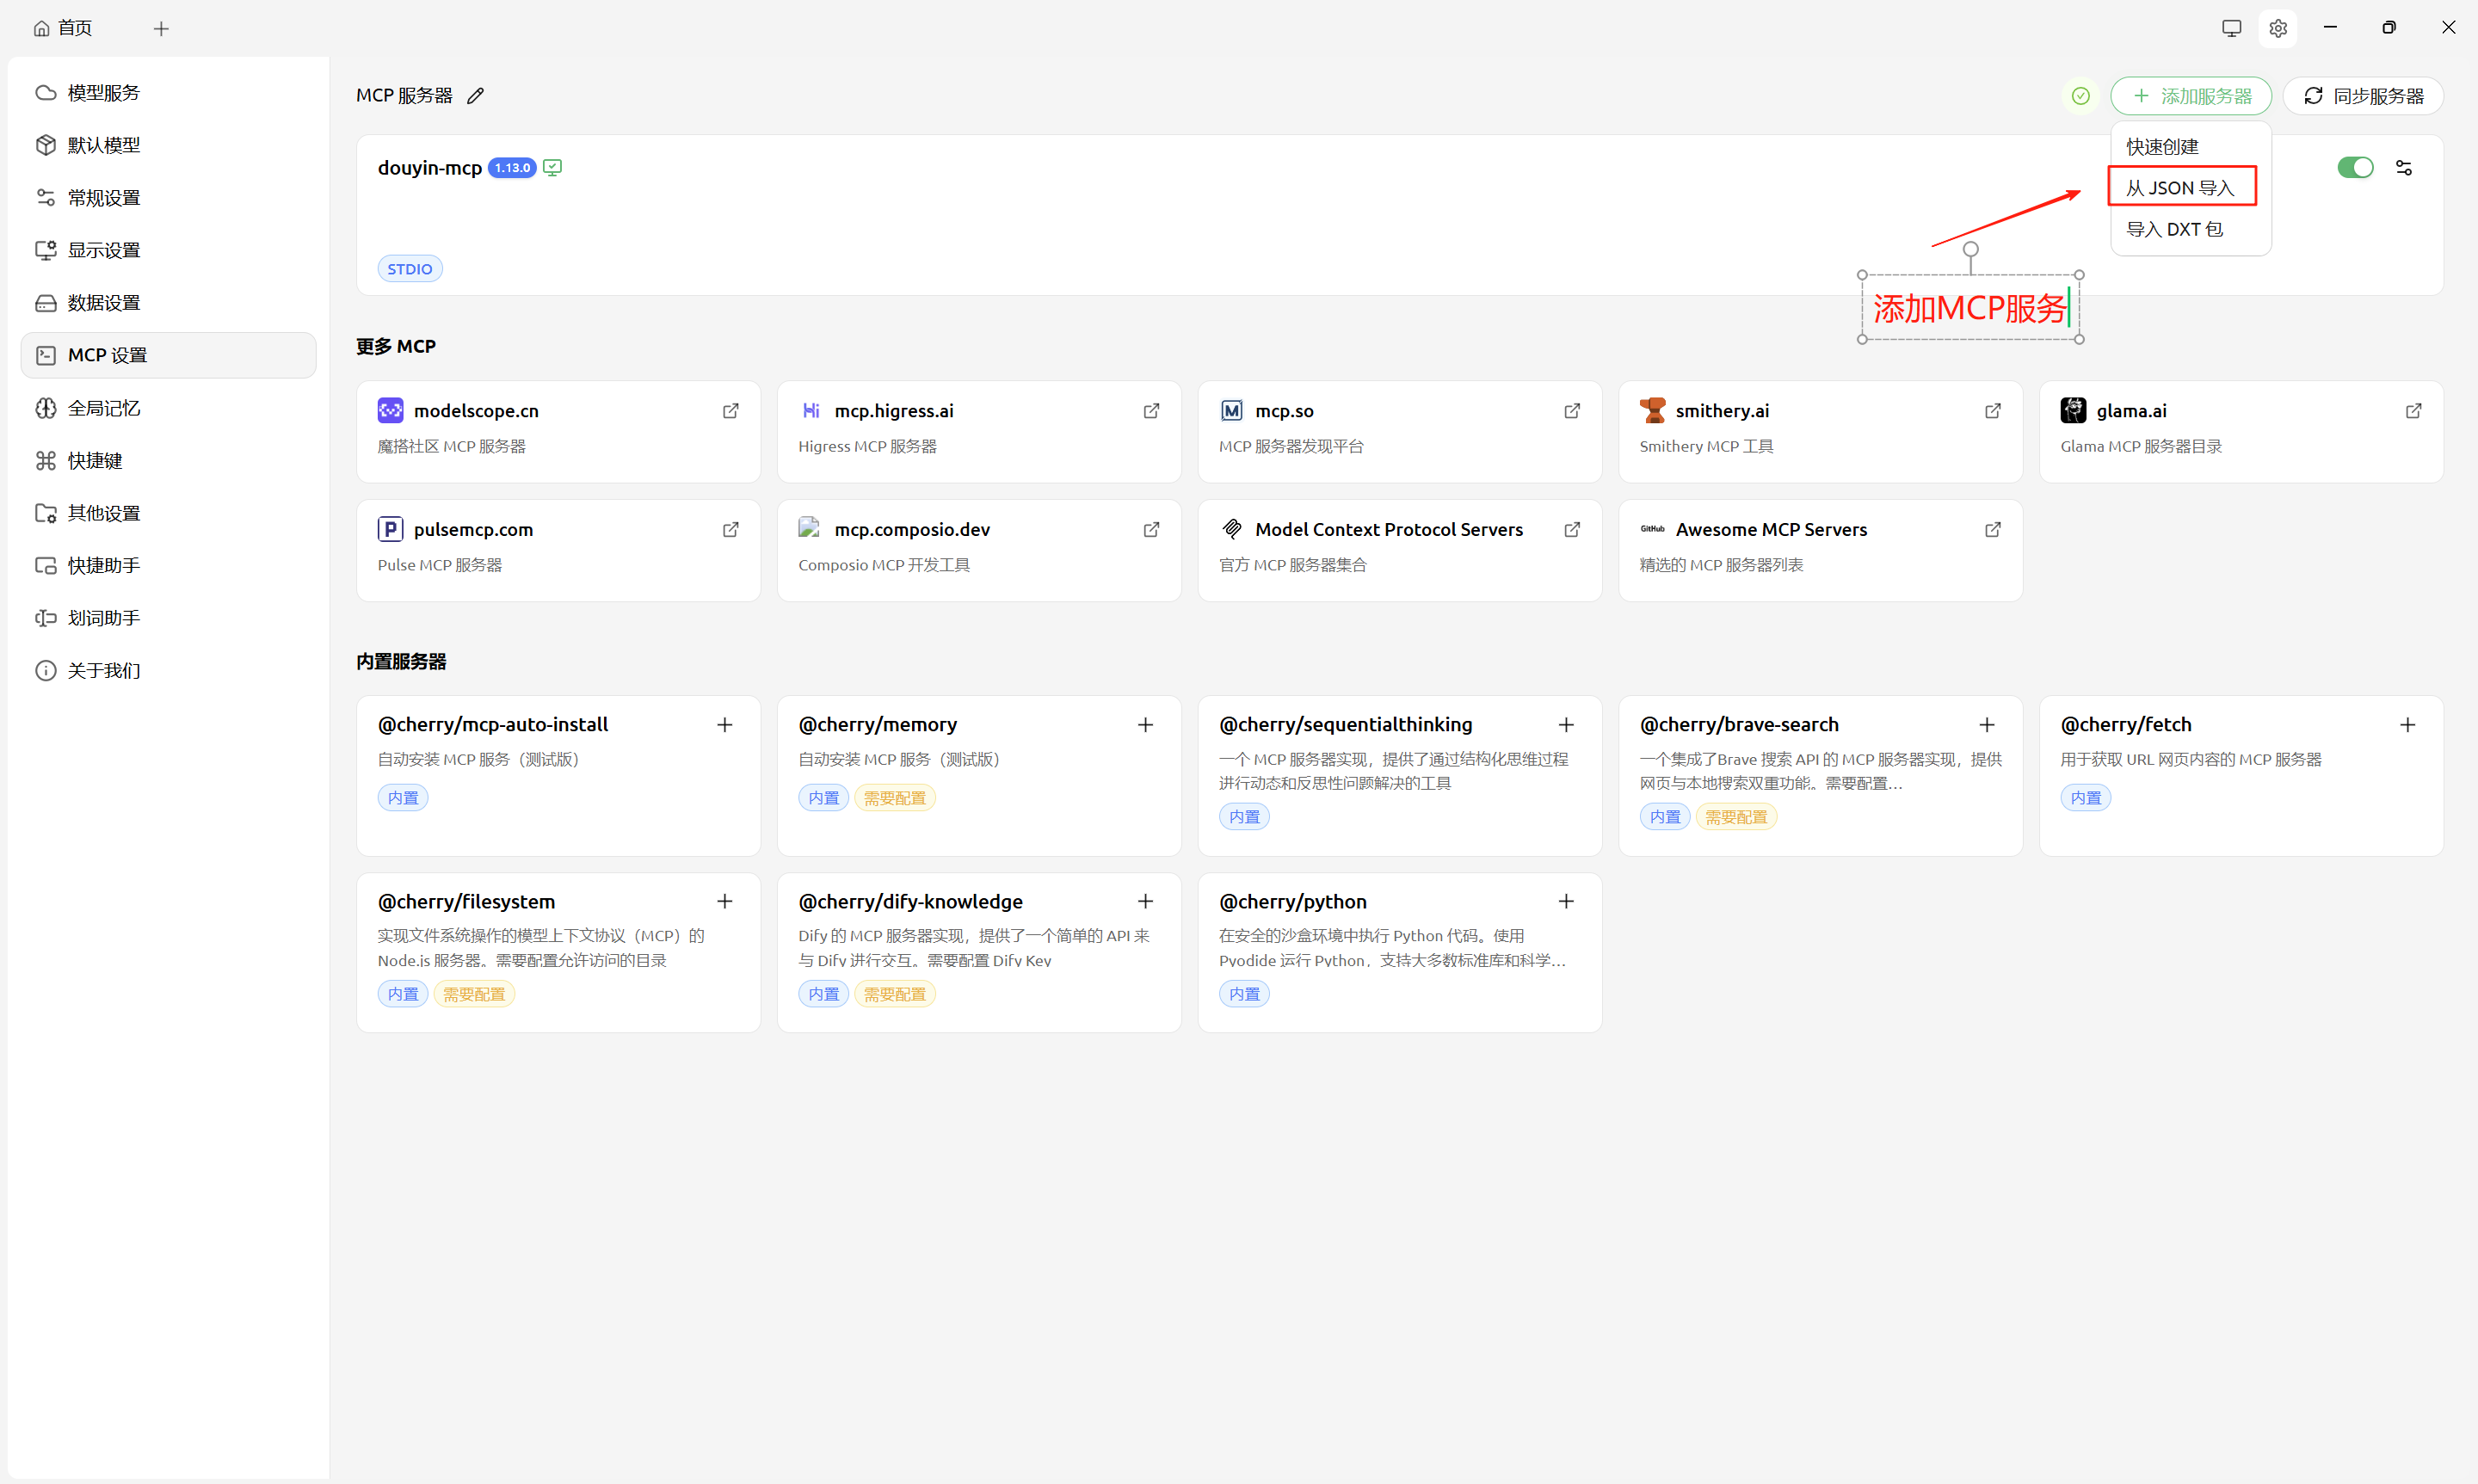 首页
模型服务
默认模型
常规设置
显示设置
数据设置
MCP 设置
全局记忆
快捷键
其他设置
快捷助手
划词助手
关于我们
MCP 服务器
添加服务器
同步服务器
快速创建
从 JSON 导入
导入 DXT 包
添加MCP服务
douyin-mcp 1.13.0
STDIO
更多 MCP
modelscope.cn
魔搭社区 MCP 服务器
Hi mcp.higress.ai
Higress MCP 服务器
M mcp.so
MCP 服务器发现平台
smithery.ai
Smithery MCP 工具
glama.ai
Glama MCP 服务器目录
P pulsemcp.com
Pulse MCP 服务器
mcp.composio.dev
Composio MCP 开发工具
Model Context Protocol Servers
官方 MCP 服务器集合
GitHub Awesome MCP Servers
精选的 MCP 服务器列表
内置服务器
@cherry/mcp-auto-install
自动安装 MCP 服务（测试版）
内置
@cherry/memory
自动安装 MCP 服务（测试版）
内置 需要配置
@cherry/sequentialthinking
一个 MCP 服务器实现，提供了通过结构化思维过程
进行动态和反思性问题解决的工具
内置
@cherry/brave-search
一个集成了Brave 搜索 API 的 MCP 服务器实现，提供
网页与本地搜索双重功能。需要配置...
内置 需要配置
@cherry/fetch
用于获取 URL 网页内容的 MCP 服务器
内置
@cherry/filesystem
实现文件系统操作的模型上下文协议（MCP）的
Node.js 服务器。需要配置允许访问的目录
内置 需要配置
@cherry/dify-knowledge
Dify 的 MCP 服务器实现，提供了一个简单的 API 来
与 Dify 进行交互。需要配置 Dify Key
内置 需要配置
@cherry/python
在安全的沙盒环境中执行 Python 代码。使用
Pyodide 运行 Python，支持大多数标准库和科学...
内置